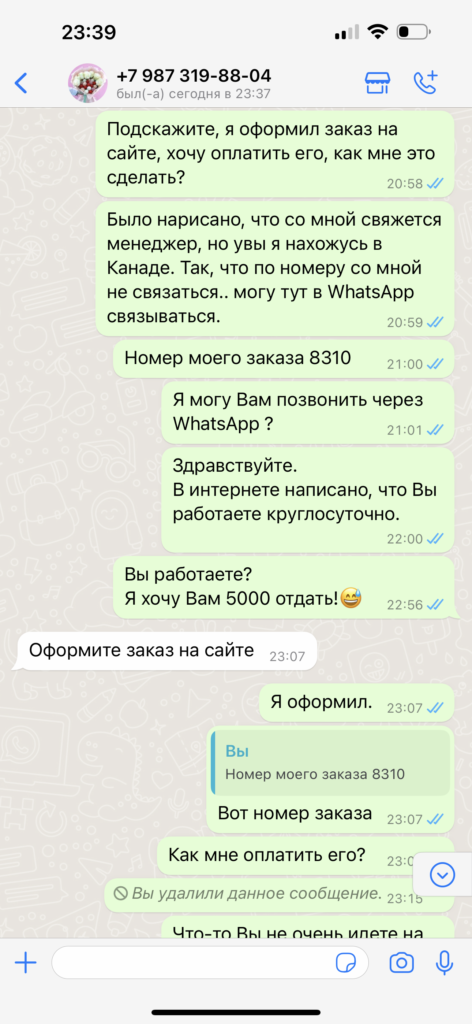 23:39
+7 987 319-88-04
был(-а) сегодня в 23:37
Подскажите, я оформил заказ на
сайте, хочу оплатить его, как мне это
сделать?
20:58
Было нарисано, что со мной свяжется
менеджер, но увы я нахожусь в
Канаде. Так, что по номеру со мной
не связаться.. могу тут в WhatsApp
связываться.
20:59
Номер моего заказа 8310
21:00
Я могу Вам позвонить через
WhatsApp ?
21:01
Здравствуйте.
В интернете написано, что Вы
работаете круглосуточно.
22:00
Вы работаете?
Я хочу Вам 5000 отдать!😅
22:56
Оформите заказ на сайте
23:07
Я оформил.
23:07
Вы
Номер моего заказа 8310
Вот номер заказа
23:07
Как мне оплатить его?
Вы удалили данное сообщение.
23:15
Что-то Вы не очень идете на